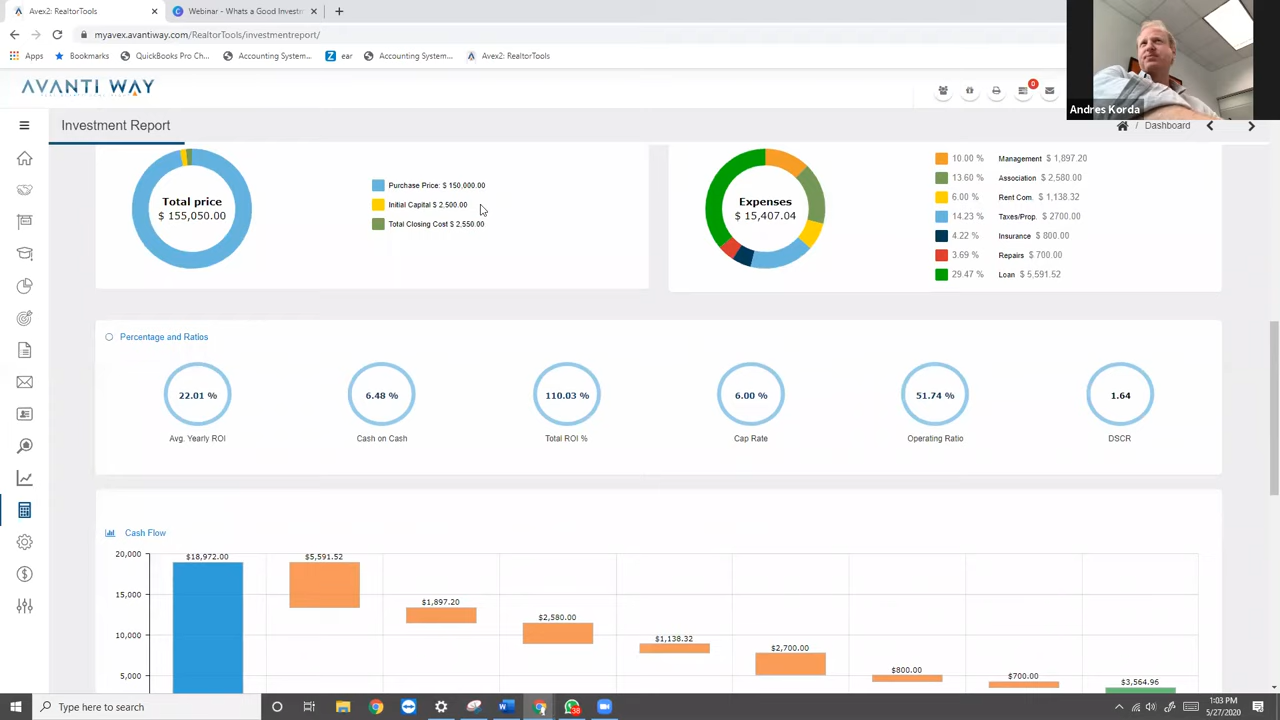 Avex2: RealtorTools
Webinar - Whats a Good Invest
myavex.avantiway.com/RealtorTools/investmentreport/
Apps
Bookmarks
QuickBooks Pro Ch...
Accounting System...
Z ear
Accounting System...
Avex2: RealtorTools
AVANTI WAY
0
Andres Korda
Investment Report
/ Dashboard
Total price
$ 155,050.00
Purchase Price: $ 150,000.00
Initial Capital $ 2,500.00
Total Closing Cost $ 2,550.00
Expenses
$ 15,407.04
10.00 % Management $ 1,897.20
13.60 % Association $ 2,580.00
6.00 % Rent Com. $ 1,138.32
14.23 % Taxes/Prop. $ 2700.00
4.22 % Insurance $ 800.00
3.69 % Repairs $ 700.00
29.47 % Loan $ 5,591.52
Percentage and Ratios
22.01 %
6.48 %
110.03 %
6.00 %
51.74 %
1.64
Avg. Yearly ROI
Cash on Cash
Total ROI %
Cap Rate
Operating Ratio
DSCR
Cash Flow
20,000
15,000
10,000
5,000
$18,972.00
$5,591.52
$1,897.20
$2,580.00
$1,138.32
$2,700.00
$800.00
$700.00
$3,564.96
Type here to search
38
1:03 PM
5/27/2020